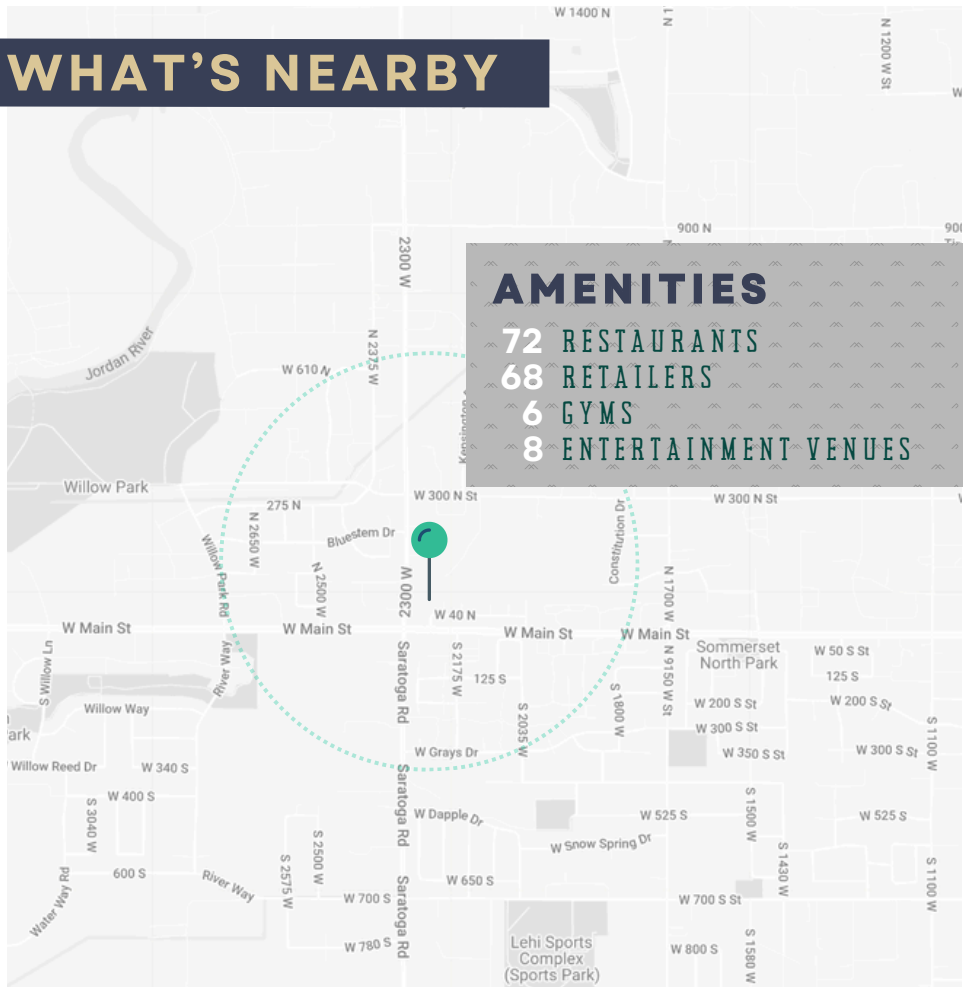 W 1400 N
N 1
N 1200 W St
WHAT'S NEARBY
900 N
2300 W
AMENITIES
72 RESTAURANTS
68 RETAILERS
6 GYMS
8 ENTERTAINMENT VENUES
Jordan River
N 2375 W
W 610 N
Kensington
Willow Park
W 300 N St
W 300 N St
275 N
N 2650 W
Bluestem Dr
Constitution Dr
Willow Park Rd
N 2500 W
2300 W
N 1700 W
W 40 N
W Main St
W Main St
W Main St
W Main St
S Willow Ln
River Way
Saratoga Rd
S 2175 W
125 S
N 9150 W St
Sommerset
North Park
W 50 S St
125 S
Willow Way
S 2035 W
S 1800 W
W 200 S St
W 200 S St
ark
W 300 S St
S 1100 W
W Grays Dr
W 350 S St
W 300 S St
Willow Reed Dr
W 340 S
Saratoga Rd
W 400 S
S 3040 W
W Dapple Dr
W 525 S
S 1500 W
W 525 S
S 2500 W
W Snow Spring Dr
S 2575 W
600 S
River Way
W 650 S
S 1430 W
S 1100 W
Water Way Rd
W 700 S
Saratoga Rd
W 700 S St
W 780 S
Lehi Sports
Complex
(Sports Park)
W 800 S
S 1580 W